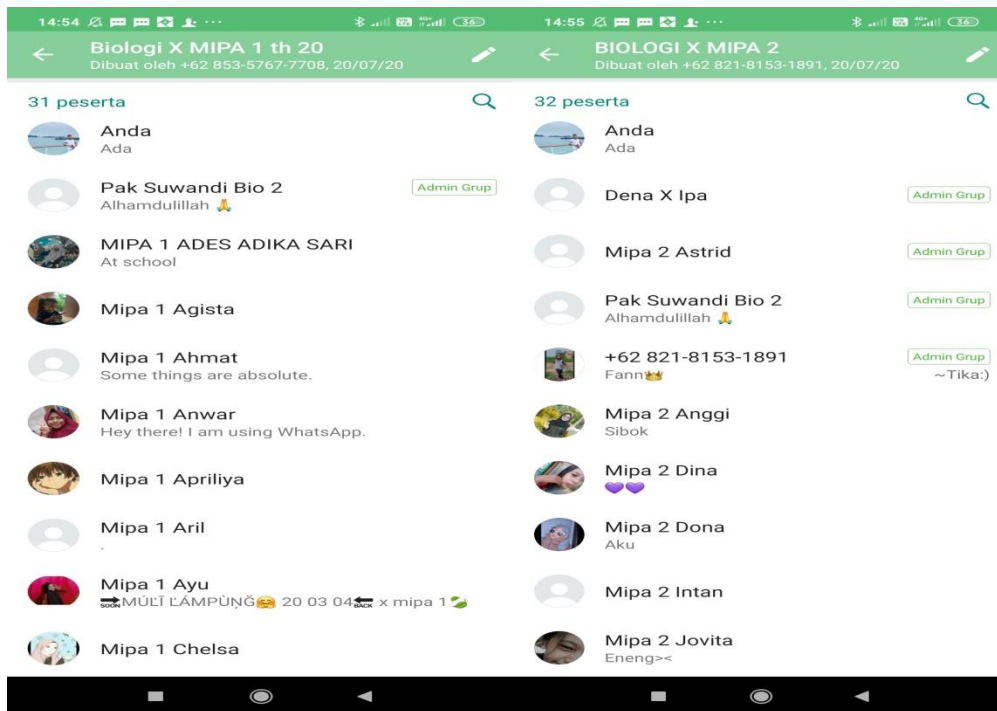 14:54
Biologi X MIPA 1 th 20
Dibuat oleh +62 853-5767-7708, 20/07/20
31 peserta
Anda
Ada
Pak Suwandi Bio 2
Admin Grup
Alhamdulillah 🙏
MIPA 1 ADES ADIKA SARI
At school
Mipa 1 Agista
Mipa 1 Ahmat
Some things are absolute.
Mipa 1 Anwar
Hey there! I am using WhatsApp.
Mipa 1 Apriliya
Mipa 1 Aril
.
Mipa 1 Ayu
🔜MÚĽĪ ĽÁMPÙŅĞ🤗 20 03 04🔙 x mipa 1
Mipa 1 Chelsa
14:55
BIOLOGI X MIPA 2
Dibuat oleh +62 821-8153-1891, 20/07/20
32 peserta
Anda
Ada
Dena X Ipa
Admin Grup
Mipa 2 Astrid
Admin Grup
Pak Suwandi Bio 2
Admin Grup
Alhamdulillah 🙏
+62 821-8153-1891
Admin Grup
Fann👑 ~Tika:)
Mipa 2 Anggi
Sibok
Mipa 2 Dina
💜💜
Mipa 2 Dona
Aku
Mipa 2 Intan
Mipa 2 Jovita
Eneng><